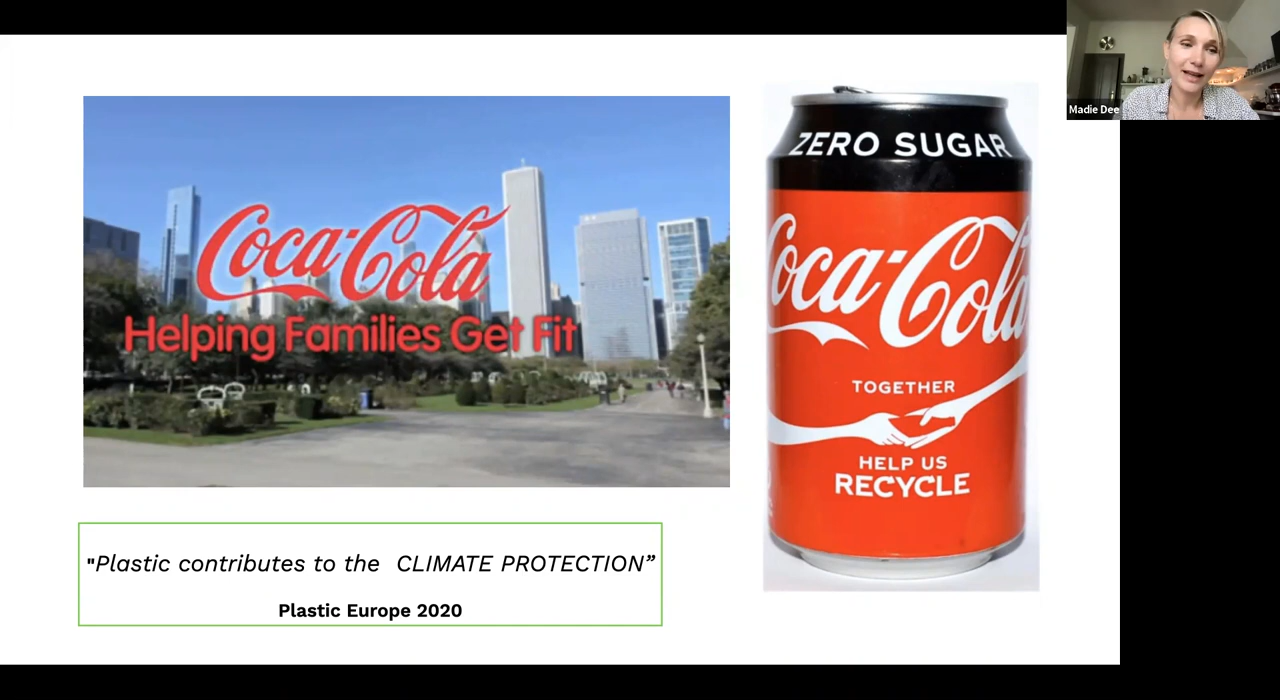 Madie Dee
Coca-Cola
Helping Families Get Fit
ZERO SUGAR
Coca-Cola
TOGETHER
HELP US
RECYCLE
"Plastic contributes to the  CLIMATE PROTECTION”
Plastic Europe 2020